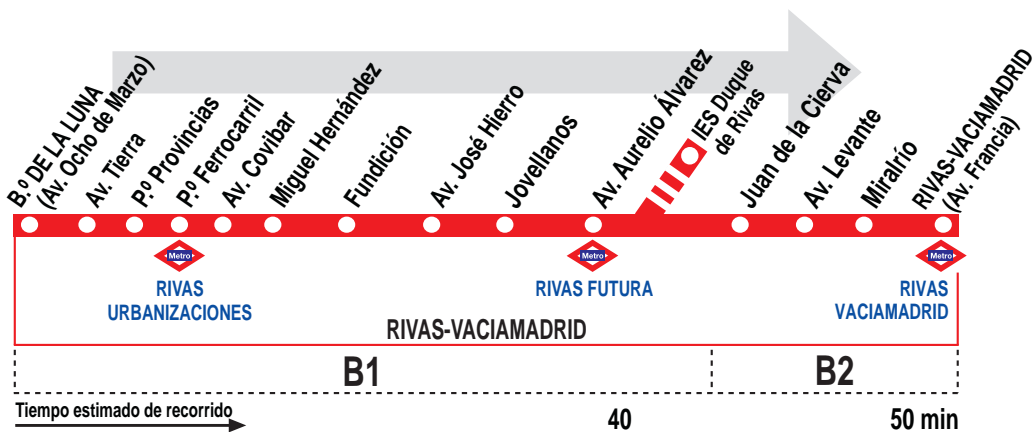 B.º DE LA LUNA
(Av. Ocho de Marzo)
Av. Tierra
P.º Provincias
P.º Ferrocarril
Av. Covibar
Miguel Hernández
Fundición
Av. José Hierro
Jovellanos
Av. Aurelio Álvarez
IES Duque
de Rivas
Juan de la Cierva
Av. Levante
Miralrío
RIVAS-VACIAMADRID
(Av. Francia)
Metro
RIVAS
URBANIZACIONES
Metro
RIVAS FUTURA
Metro
RIVAS
VACIAMADRID
RIVAS-VACIAMADRID
B1
B2
Tiempo estimado de recorrido
40
50 min